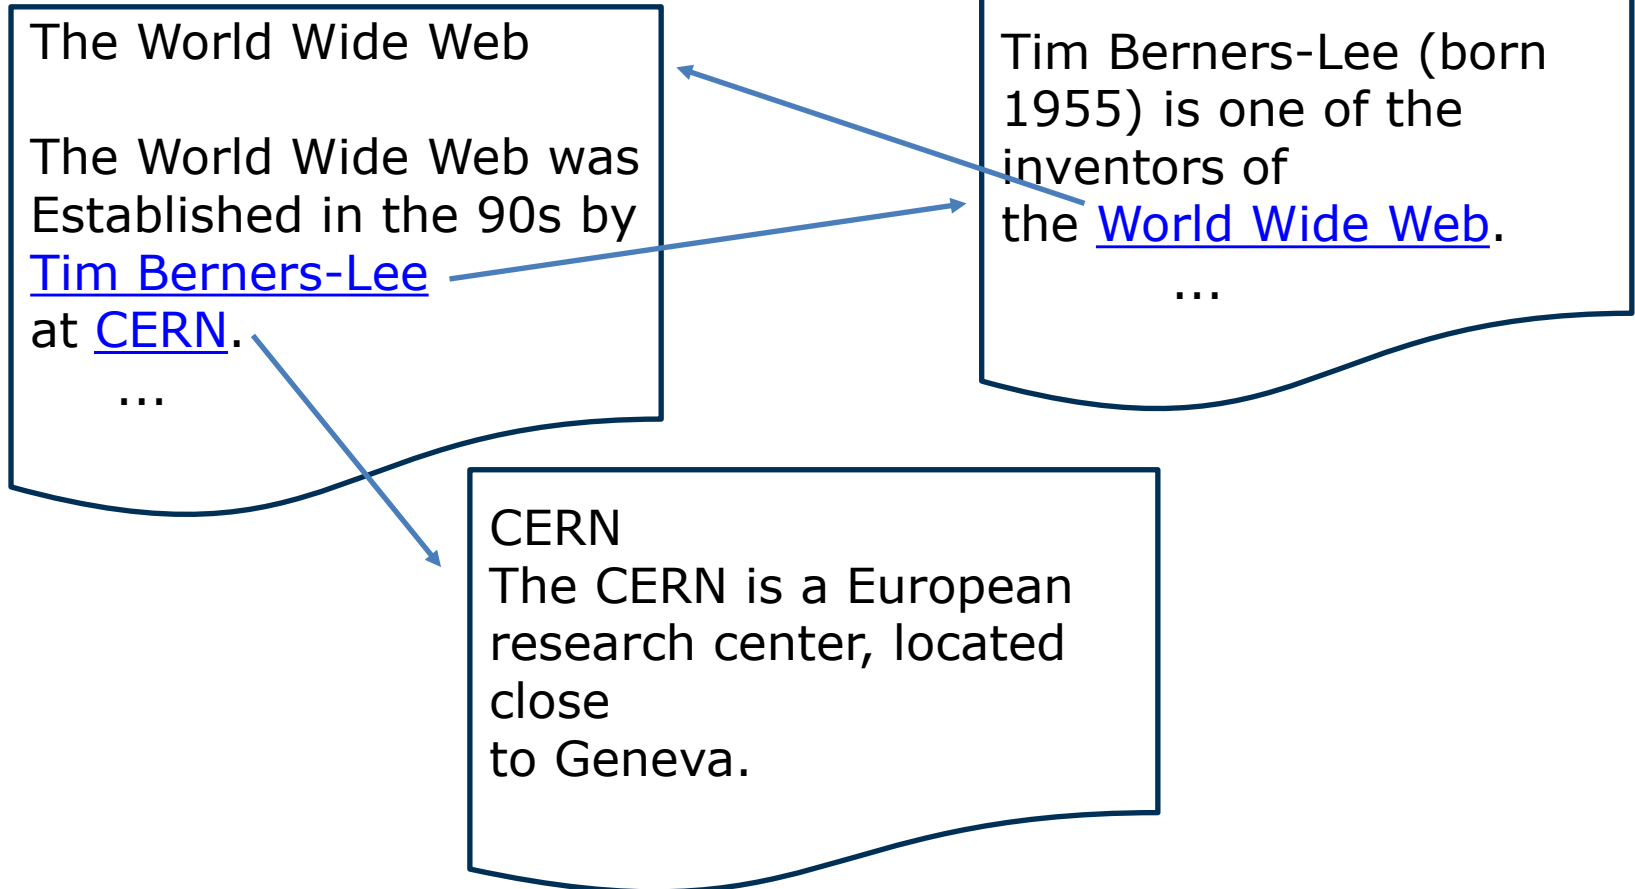 The World Wide Web
The World Wide Web was
Established in the 90s by
Tim Berners-Lee
at CERN.
...
Tim Berners-Lee (born
1955) is one of the
inventors of
the World Wide Web.
...
CERN
The CERN is a European
research center, located
close
to Geneva.